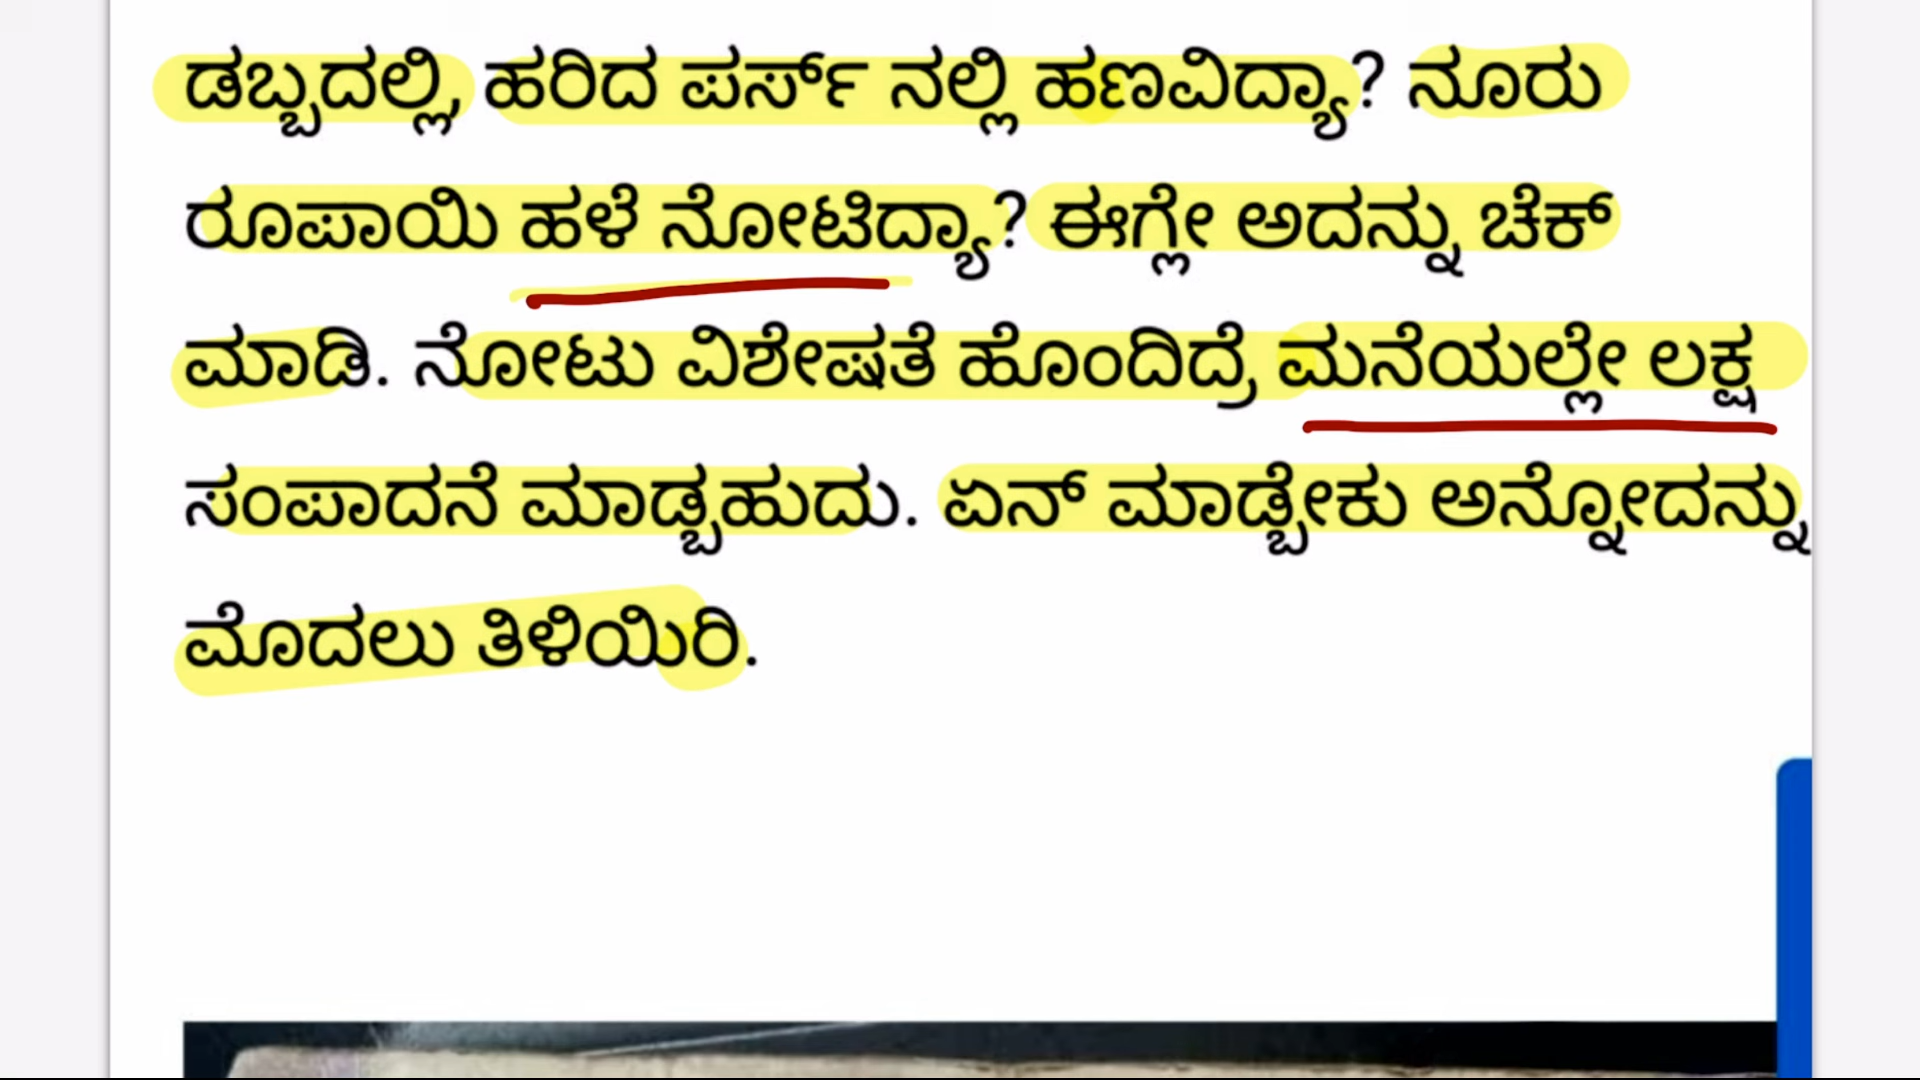 ಡಬ್ಬದಲ್ಲಿ, ಹರಿದ ಪರ್ಸ್ ನಲ್ಲಿ ಹಣವಿದ್ಯಾ? ನೂರು
ರೂಪಾಯಿ ಹಳೆ ನೋಟಿದ್ಯಾ? ಈಗ್ಲೇ ಅದನ್ನು ಚೆಕ್
ಮಾಡಿ. ನೋಟು ವಿಶೇಷತೆ ಹೊಂದಿದ್ರೆ ಮನೆಯಲ್ಲೇ ಲಕ್ಷ
ಸಂಪಾದನೆ ಮಾಡ್ಬಹುದು. ಏನ್ ಮಾಡ್ಬೇಕು ಅನ್ನೋದನ್ನು
ಮೊದಲು ತಿಳಿಯಿರಿ.